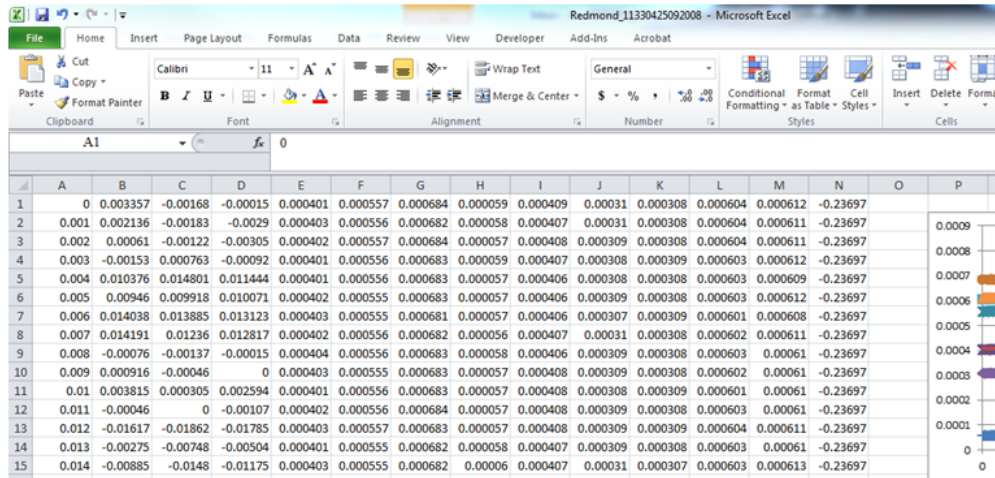 Redmond_11330425092008 - Microsoft Excel
File Home Insert Page Layout Formulas Data Review View Developer Add-Ins Acrobat
Cut
Calibri 11 A A Wrap Text General
Copy
Paste Format Painter B I U A Merge & Center $ % , .0 .00 .00 .0 Conditional Formatting Format as Table Cell Styles Insert Delete
Clipboard Font Alignment Number Styles Cells
A1 fx 0
A B C D E F G H I J K L M N O P
1 0 0.003357 -0.00168 -0.00015 0.000401 0.000557 0.000684 0.000059 0.000409 0.00031 0.000308 0.000604 0.000612 -0.23697
2 0.001 0.002136 -0.00183 -0.0029 0.000403 0.000556 0.000682 0.000058 0.000407 0.00031 0.000308 0.000604 0.000611 -0.23697
3 0.002 0.00061 -0.00122 -0.00305 0.000402 0.000557 0.000684 0.000057 0.000408 0.000309 0.000308 0.000604 0.000611 -0.23697
4 0.003 -0.00153 0.000763 -0.00092 0.000401 0.000556 0.000683 0.000059 0.000407 0.000308 0.000308 0.000603 0.000612 -0.23697
5 0.004 0.010376 0.014801 0.011444 0.000401 0.000556 0.000683 0.000057 0.000406 0.000308 0.000308 0.000603 0.000609 -0.23697
6 0.005 0.00946 0.009918 0.010071 0.000402 0.000555 0.000683 0.000057 0.000406 0.000309 0.000308 0.000603 0.000612 -0.23697
7 0.006 0.014038 0.013885 0.013123 0.000403 0.000555 0.000681 0.000057 0.000406 0.000307 0.000309 0.000601 0.000608 -0.23697
8 0.007 0.014191 0.01236 0.012817 0.000402 0.000556 0.000682 0.000056 0.000407 0.00031 0.000308 0.000602 0.000611 -0.23697
9 0.008 -0.00076 -0.00137 -0.00015 0.000404 0.000556 0.000683 0.000058 0.000406 0.000309 0.000308 0.000603 0.00061 -0.23697
10 0.009 0.000916 -0.00046 0 0.000403 0.000555 0.000683 0.000057 0.000408 0.000309 0.000308 0.000602 0.00061 -0.23697
11 0.01 0.003815 0.000305 0.002594 0.000401 0.000556 0.000683 0.000057 0.000408 0.000308 0.000309 0.000601 0.00061 -0.23697
12 0.011 -0.00046 0 -0.00107 0.000402 0.000556 0.000684 0.000057 0.000408 0.000309 0.000308 0.000603 0.00061 -0.23697
13 0.012 -0.01617 -0.01862 -0.01785 0.000403 0.000557 0.000683 0.000057 0.000408 0.000309 0.000309 0.000604 0.000611 -0.23697
14 0.013 -0.00275 -0.00748 -0.00504 0.000401 0.000555 0.000682 0.000058 0.000407 0.000309 0.000308 0.000603 0.00061 -0.23697
15 0.014 -0.00885 -0.0148 -0.01175 0.000403 0.000555 0.000682 0.00006 0.000407 0.00031 0.000307 0.000603 0.000613 -0.23697
0.0009
0.0008
0.0007
0.0006
0.0005
0.0004
0.0003
0.0002
0.0001
0
0